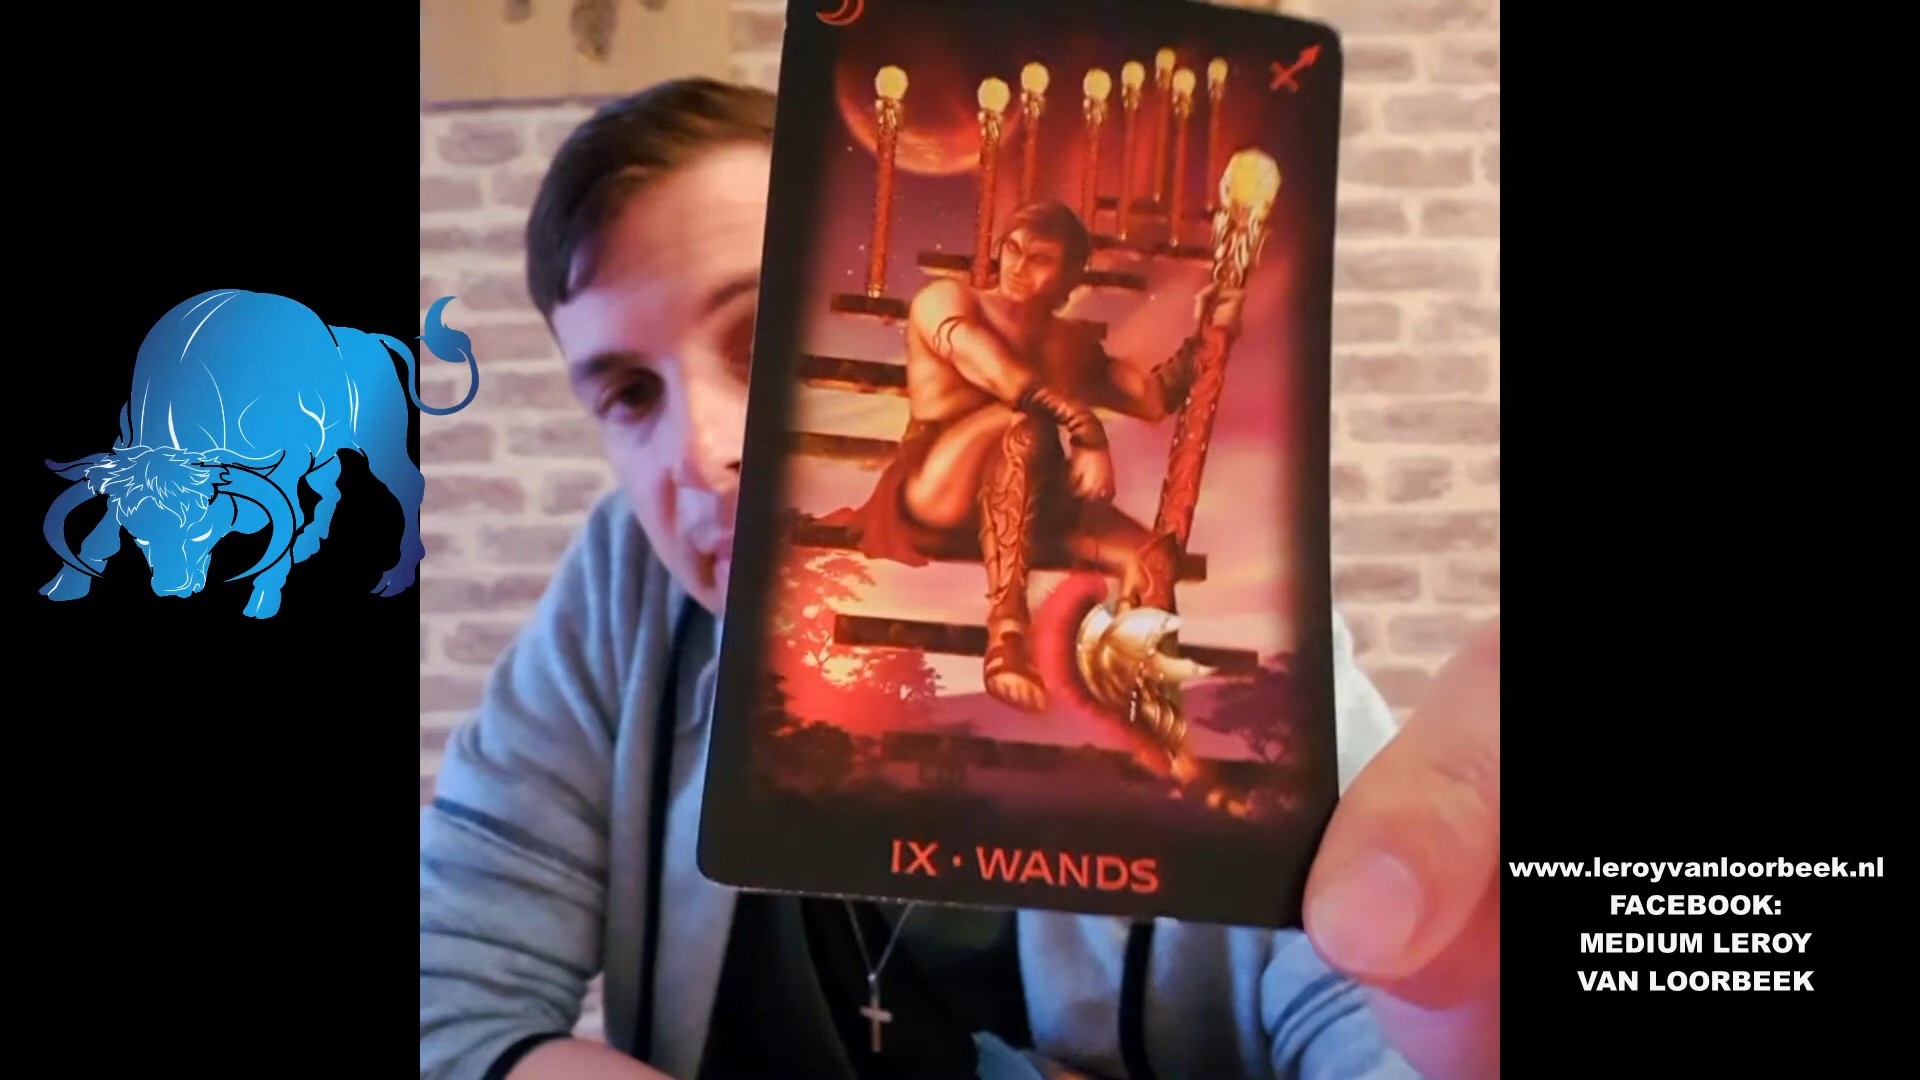 IX · WANDS
www.leroyvanloorbeek.nl
FACEBOOK:
MEDIUM LEROY
VAN LOORBEEK